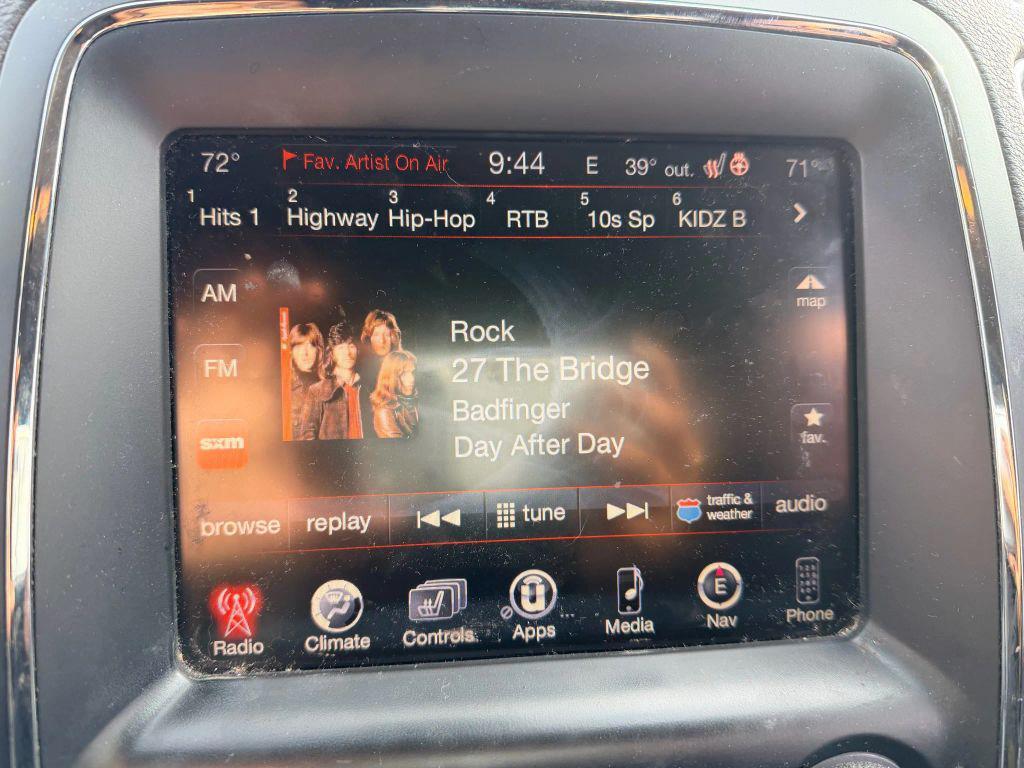 72° Fav. Artist On Air 9:44 E 39° out. 71°
1 2 3 4 5 6
Hits 1 Highway Hip-Hop RTB 10s Sp KIDZ B
AM
map
Rock
FM
27 The Bridge
Badfinger
fav.
sxm
Day After Day
browse replay tune traffic & weather audio
E
Radio Climate Controls Apps ... Media Nav Phone